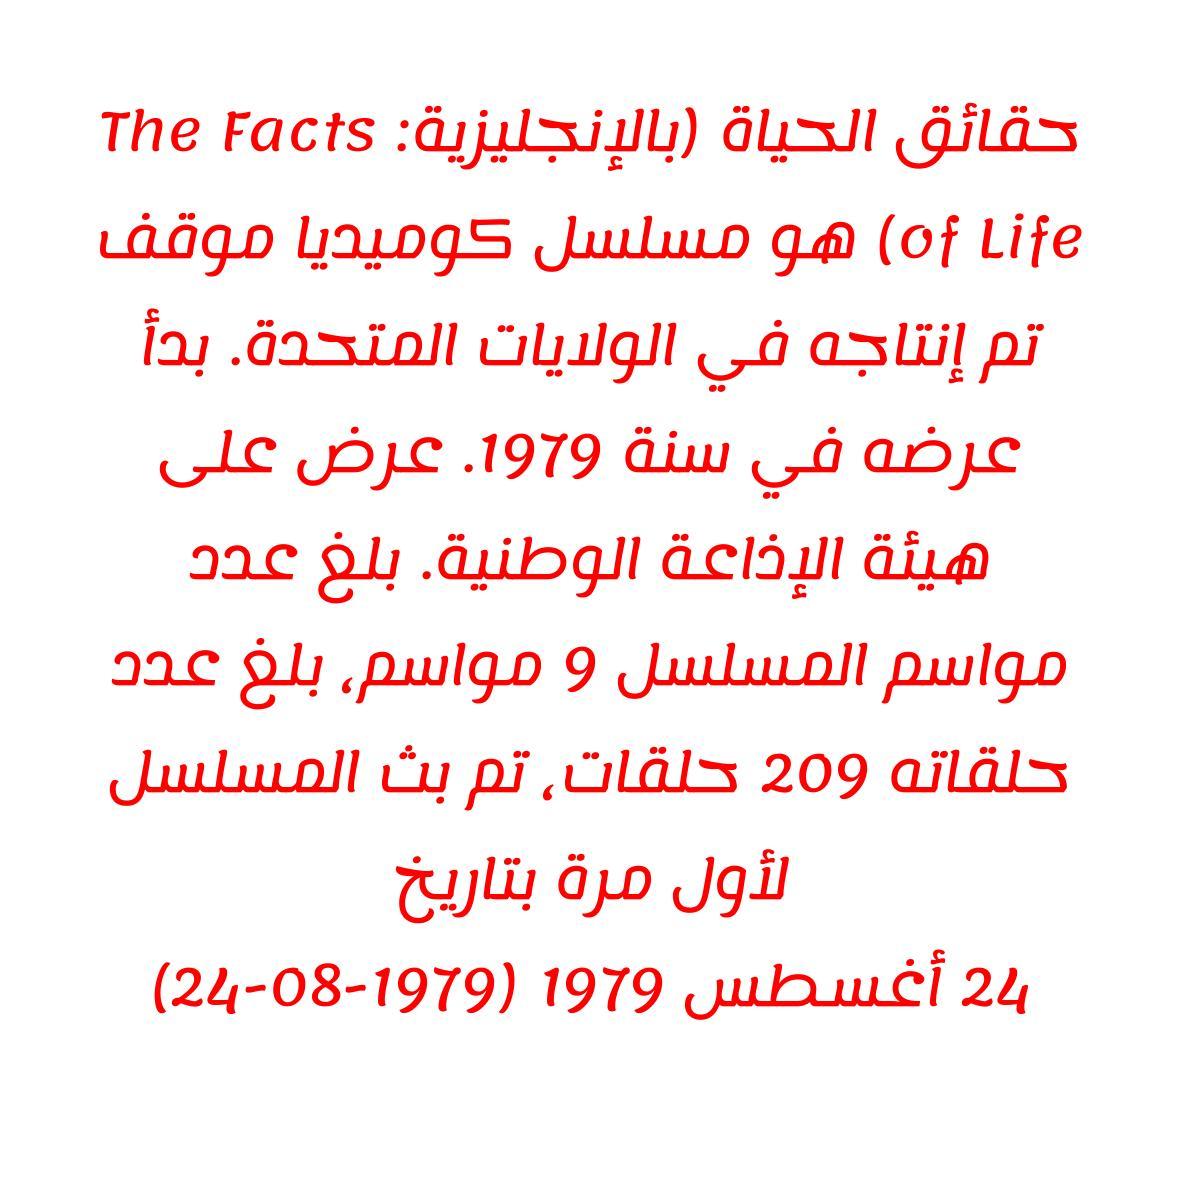 حقائق الحياة (بالإنجليزية: The Facts
of Life) هو مسلسل كوميديا موقف
تم إنتاجه في الولايات المتحدة. بدأ
عرضه في سنة 1979. عرض على
هيئة الإذاعة الوطنية. بلغ عدد
مواسم المسلسل 9 مواسم، بلغ عدد
حلقاته 209 حلقات، تم بث المسلسل
لأول مرة بتاريخ
24 أغسطس 1979 (1979-08-24)